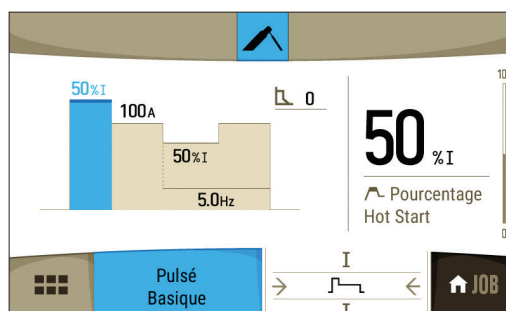 50%I
100A
50%I
5.0Hz
0
50%I
Pourcentage
Hot Start
10
0
Pulsé
Basique
I
I
JOB